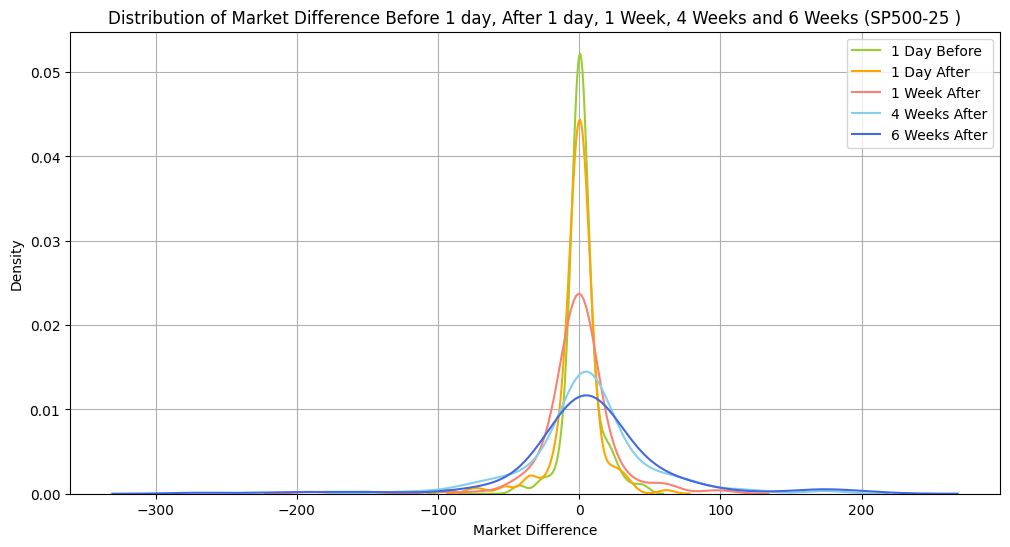 Distribution of Market Difference Before 1 day, After 1 day, 1 Week, 4 Weeks and 6 Weeks (SP500-25 )
1 Day Before
1 Day After
1 Week After
4 Weeks After
6 Weeks After
Density
0.05
0.04
0.03
0.02
0.01
0.00
−300
−200
−100
0
100
200
Market Difference